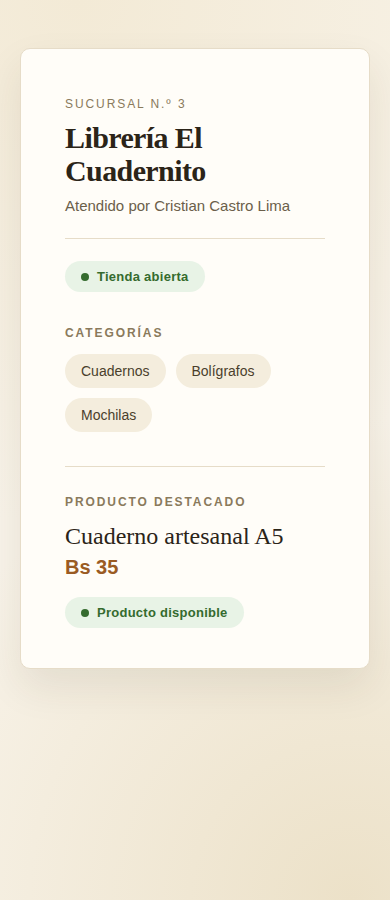 SUCURSAL N.º 3
Librería El
Cuadernito
Atendido por Cristian Castro Lima
Tienda abierta
CATEGORÍAS
Cuadernos
Bolígrafos
Mochilas
PRODUCTO DESTACADO
Cuaderno artesanal A5
Bs 35
Producto disponible